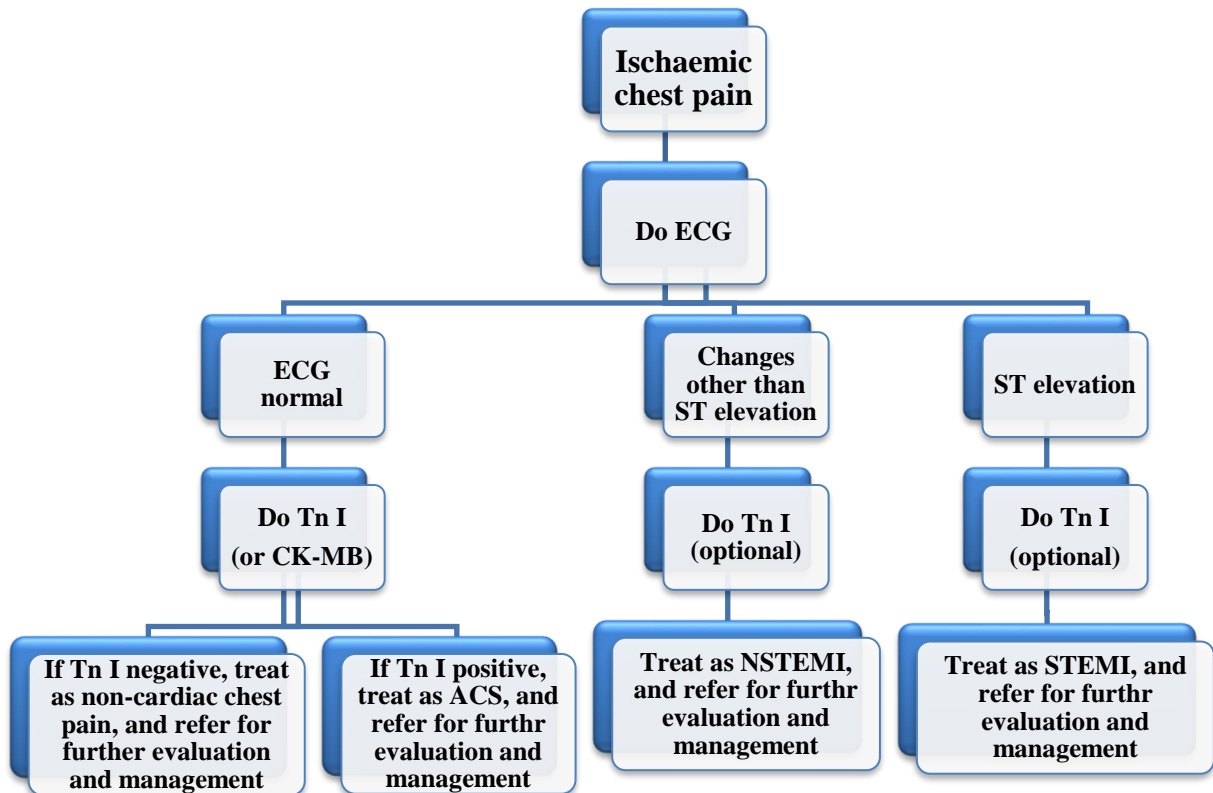 Ischaemic
chest pain
Do ECG
ECG
normal
Changes
other than
ST elevation
ST elevation
Do Tn I
(or CK-MB)
Do Tn I
(optional)
Do Tn I
(optional)
If Tn I negative, treat
as non-cardiac chest
pain, and refer for
further evaluation
and management
If Tn I positive,
treat as ACS, and
refer for furthr
evaluation and
management
Treat as NSTEMI,
and refer for furthr
evaluation and
management
Treat as STEMI, and
refer for furthr
evaluation and
management